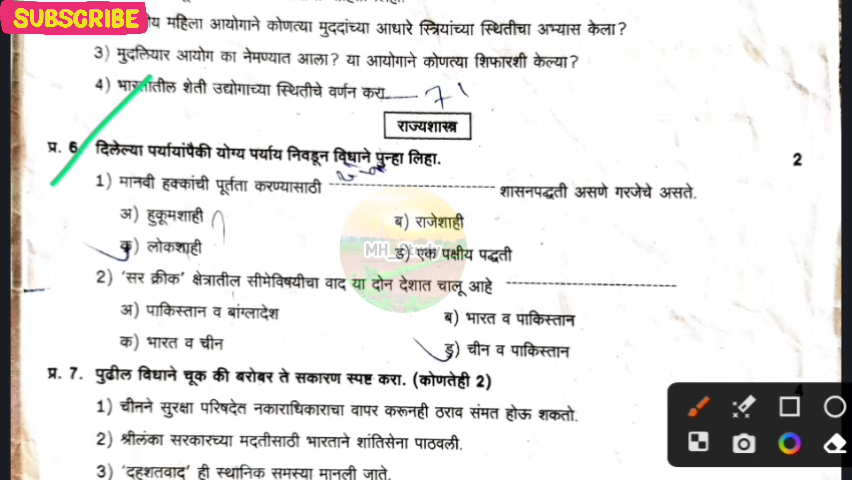 SUBSCRIBE
ीय महिला आयोगाने कोणत्या मुददांच्या आधारे स्त्रियांच्या स्थितीचा अभ्यास केला?
3) मुदलियार आयोग का नेमण्यात आला? या आयोगाने कोणत्या शिफारशी केल्या?
4) भारतातील शेती उद्योगाच्या स्थितीचे वर्णन करा.
राज्यशास्त्र
प्र. 6 दिलेल्या पर्यायांपैकी योग्य पर्याय निवडून विधाने पुन्हा लिहा. 2
1) मानवी हक्कांची पूर्तता करण्यासाठी ---------------------- शासनपद्धती असणे गरजेचे असते.
अ) हुकूमशाही ब) राजेशाही
क) लोकशाही ड) एक पक्षीय पद्धती
MH_Study
2) 'सर क्रीक' क्षेत्रातील सीमेविषयीचा वाद या दोन देशात चालू आहे ----------------------
अ) पाकिस्तान व बांग्लादेश ब) भारत व पाकिस्तान
क) भारत व चीन ड) चीन व पाकिस्तान
प्र. 7. पुढील विधाने चूक की बरोबर ते सकारण स्पष्ट करा. (कोणतेही 2)
1) चीनने सुरक्षा परिषदेत नकाराधिकाराचा वापर करूनही ठराव संमत होऊ शकतो.
2) श्रीलंका सरकारच्या मदतीसाठी भारताने शांतिसेना पाठवली.
3) 'दहशतवाद' ही स्थानिक समस्या मानली जाते.